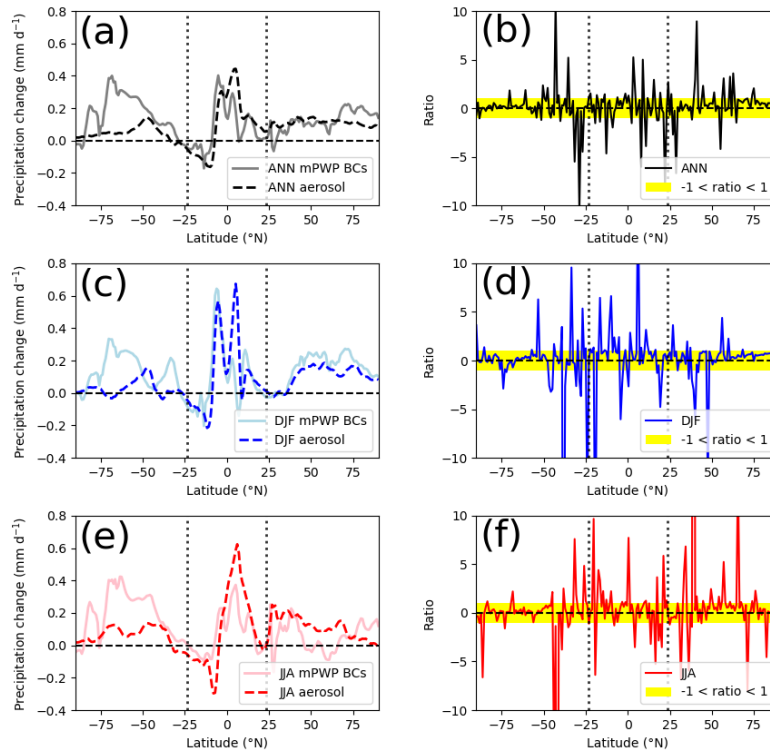 (a)
Precipitation change (mm d⁻¹)
0.8
0.6
0.4
0.2
0.0
−0.2
−0.4
ANN mPWP BCs
ANN aerosol
−75 −50 −25 0 25 50 75
Latitude (°N)
(b)
Ratio
10
5
0
−5
−10
ANN
-1 < ratio < 1
−75 −50 −25 0 25 50 75
Latitude (°N)
(c)
Precipitation change (mm d⁻¹)
0.8
0.6
0.4
0.2
0.0
−0.2
−0.4
DJF mPWP BCs
DJF aerosol
−75 −50 −25 0 25 50 75
Latitude (°N)
(d)
Ratio
10
5
0
−5
−10
DJF
-1 < ratio < 1
−75 −50 −25 0 25 50 75
Latitude (°N)
(e)
Precipitation change (mm d⁻¹)
0.8
0.6
0.4
0.2
0.0
−0.2
−0.4
JJA mPWP BCs
JJA aerosol
−75 −50 −25 0 25 50 75
Latitude (°N)
(f)
Ratio
10
5
0
−5
−10
JJA
-1 < ratio < 1
−75 −50 −25 0 25 50 75
Latitude (°N)